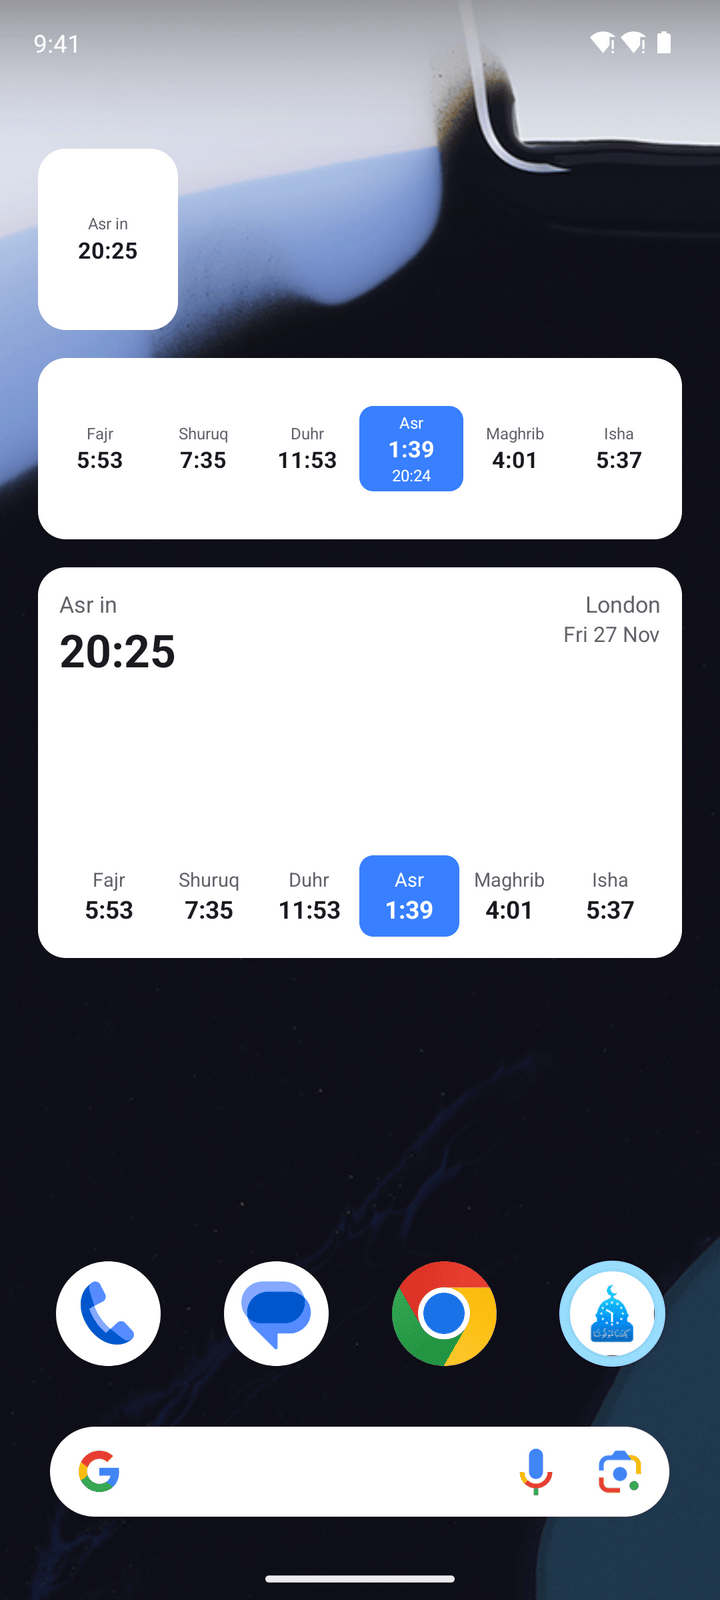 9:41
Asr in
20:25
Fajr Shuruq Duhr Asr Maghrib Isha
5:53 7:35 11:53 1:39 4:01 5:37
20:24
Asr in London
20:25 Fri 27 Nov
Fajr Shuruq Duhr Asr Maghrib Isha
5:53 7:35 11:53 1:39 4:01 5:37